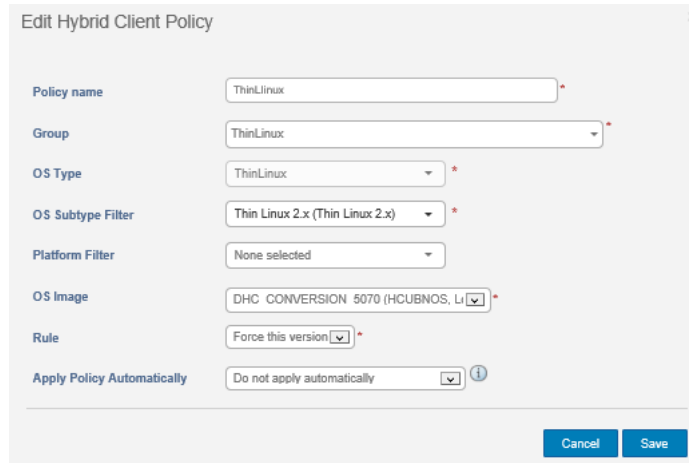 Edit Hybrid Client Policy
Policy name ThinLlinux *
Group ThinLinux *
OS Type ThinLinux *
OS Subtype Filter Thin Linux 2.x (Thin Linux 2.x) *
Platform Filter None selected
OS Image DHC CONVERSION 5070 (HCUBNOS, *
Rule Force this version *
Apply Policy Automatically Do not apply automatically i
Cancel Save